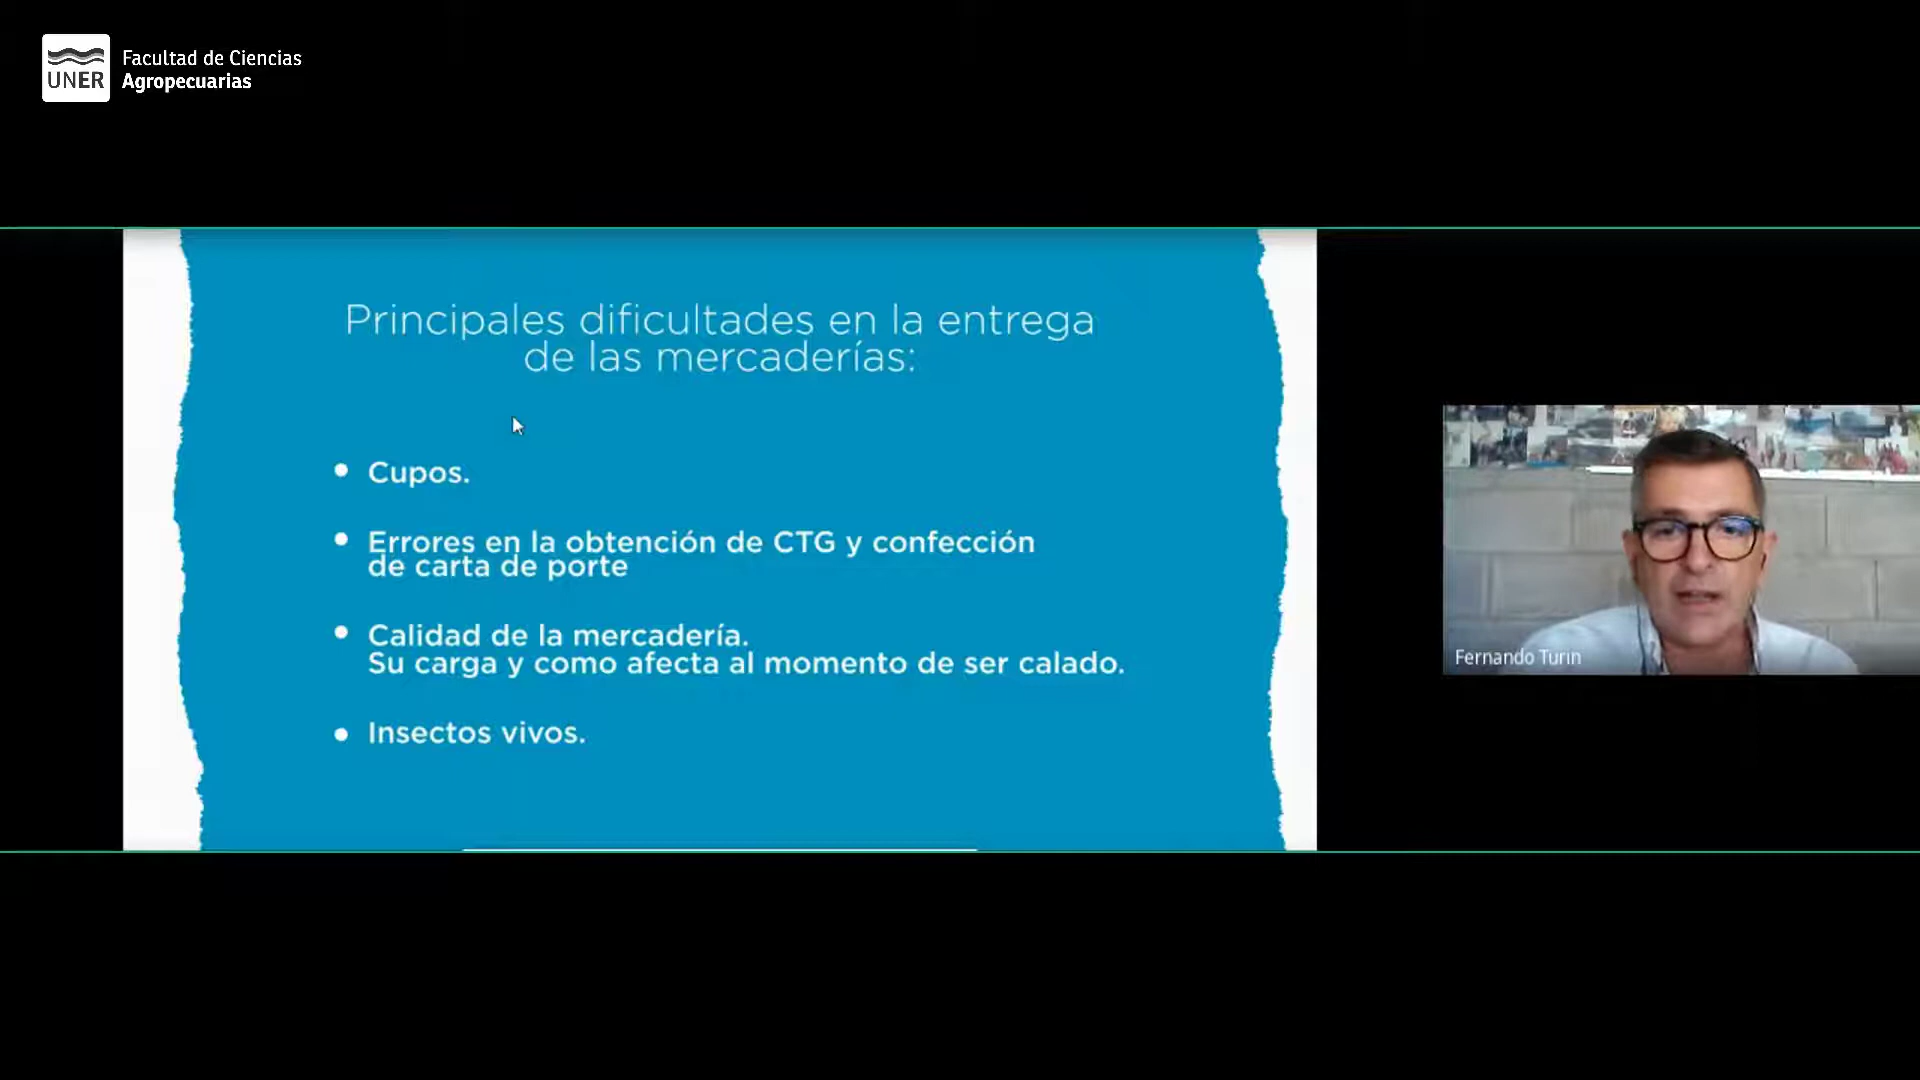 UNER
Facultad de Ciencias
Agropecuarias
Principales dificultades en la entrega
de las mercaderías:
• Cupos.
• Errores en la obtención de CTG y confección
de carta de porte
• Calidad de la mercadería.
Su carga y como afecta al momento de ser calado.
• Insectos vivos.
Fernando Turin